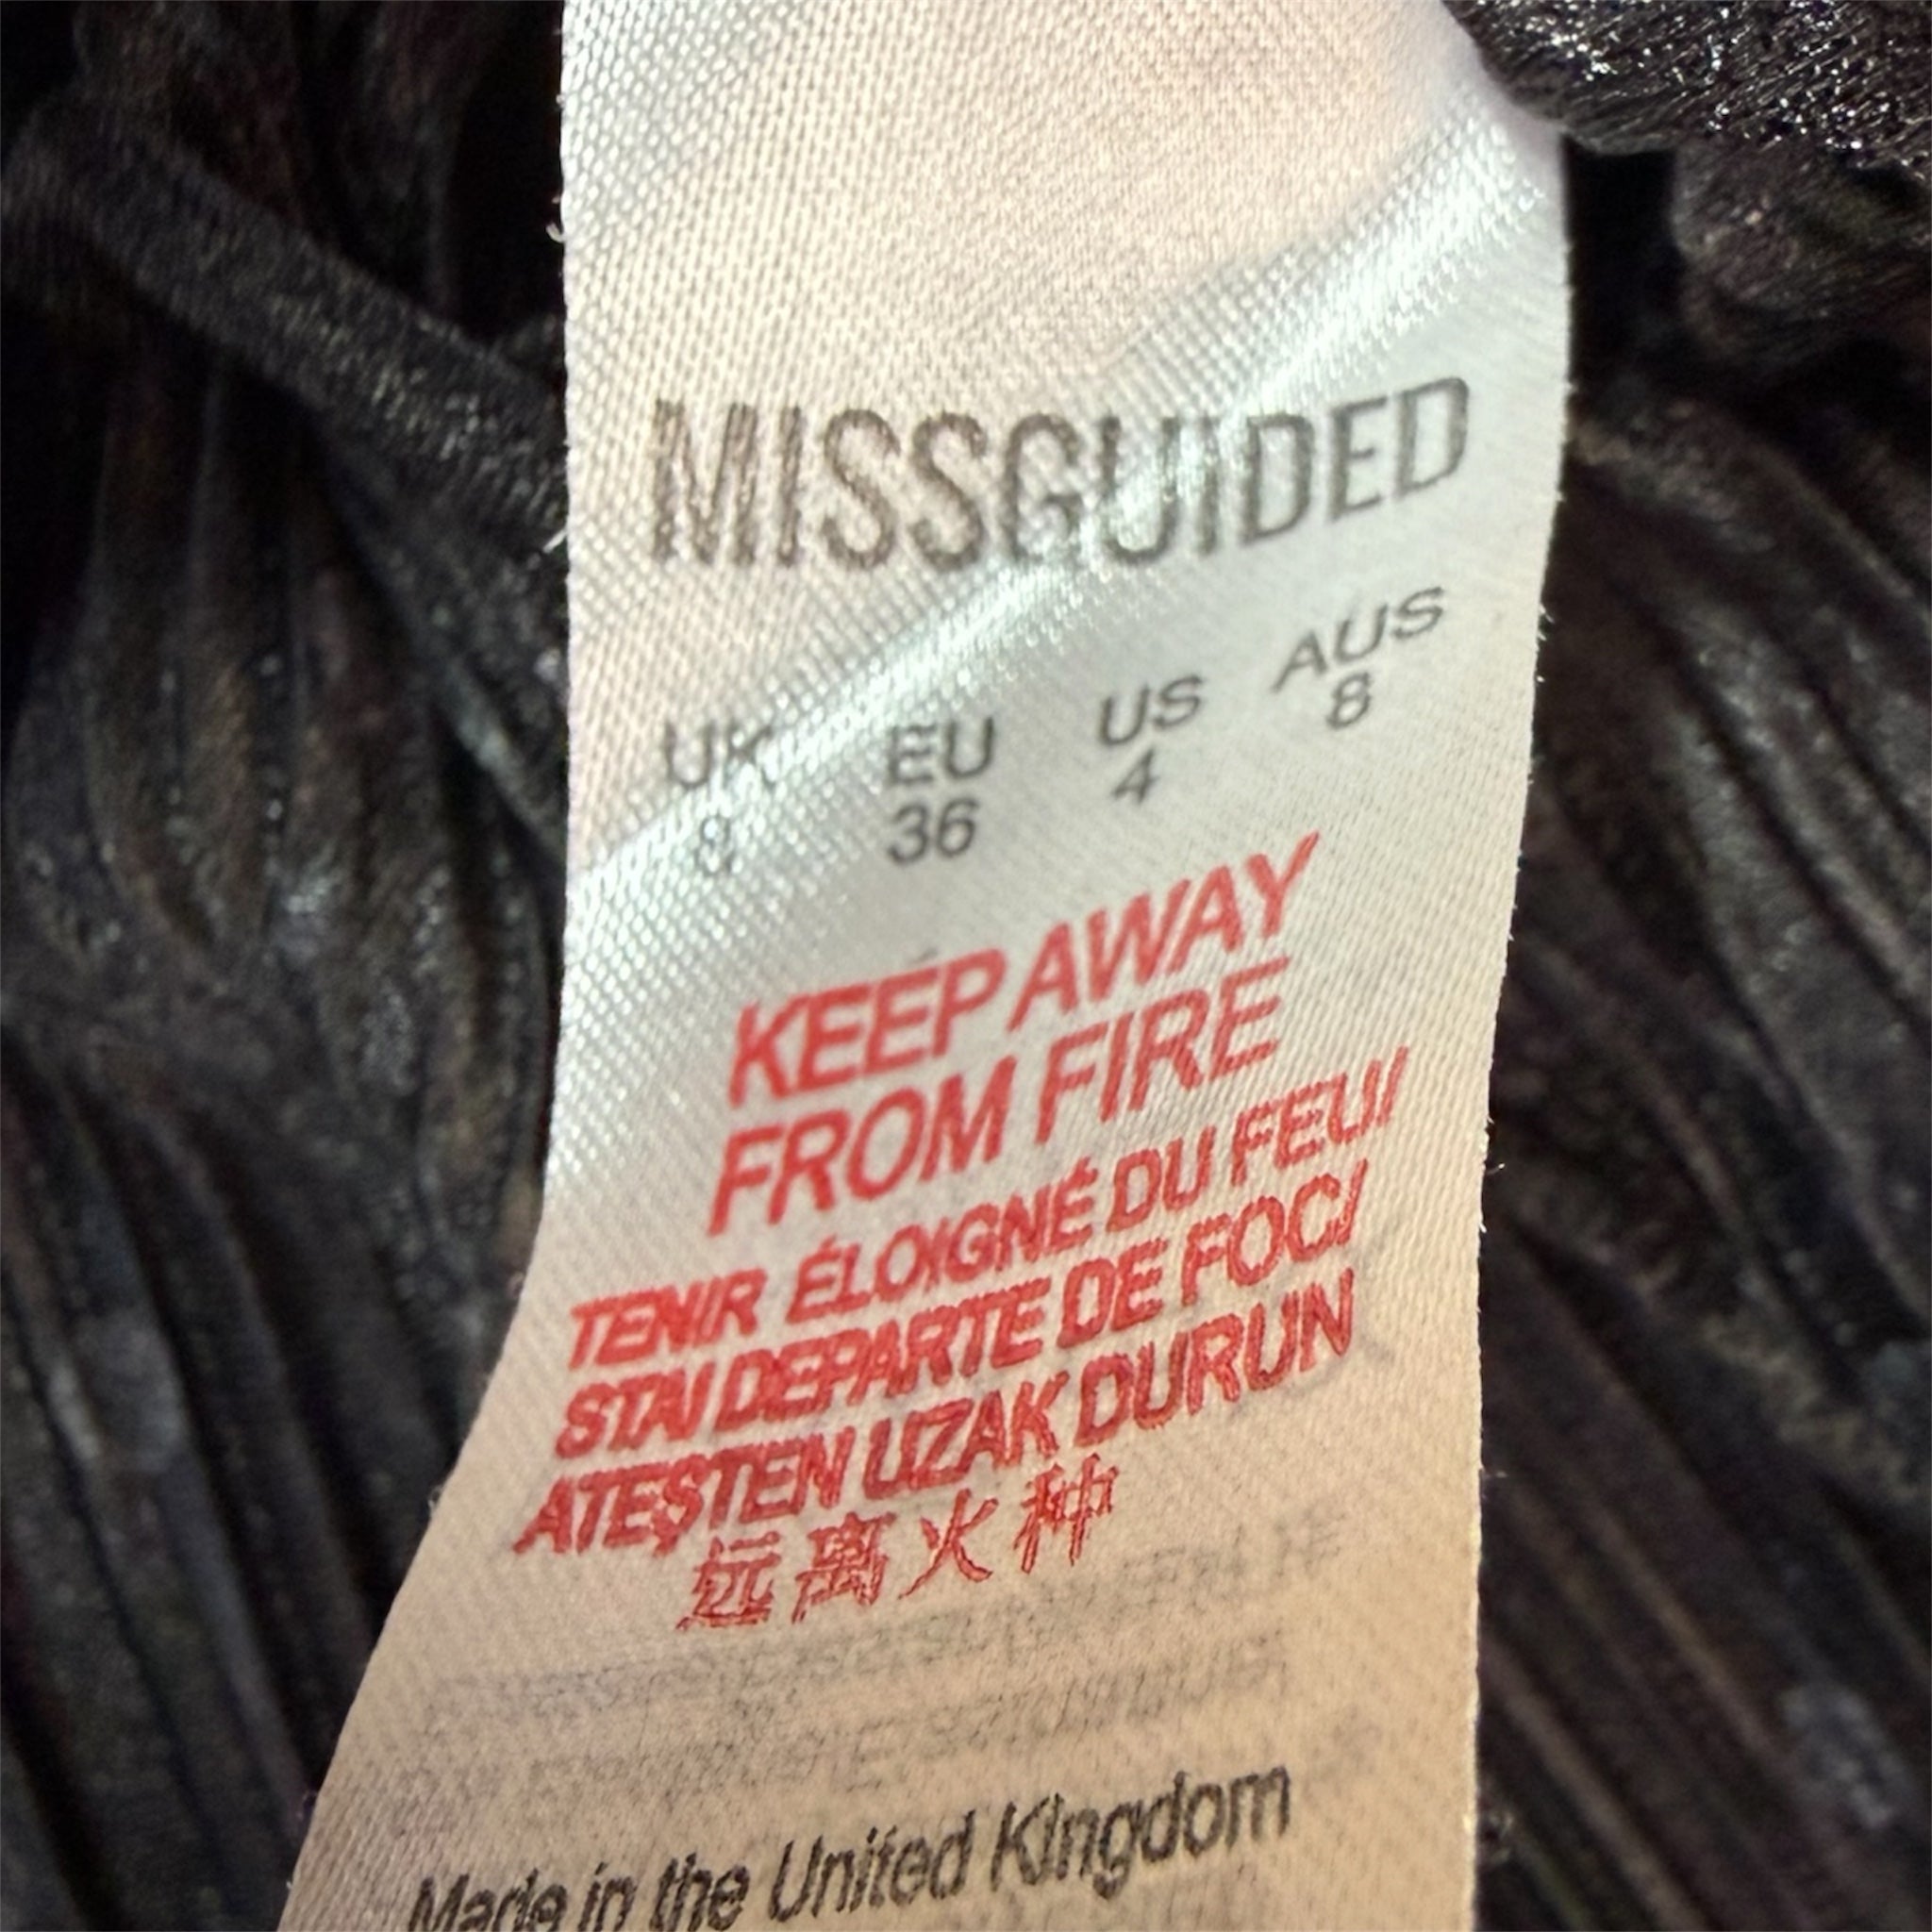 MISSGUIDED
UK EU US AUS
8 36 4 8
KEEP AWAY
FROM FIRE
TENIR ÉLOIGNÉ DU FEU/
STAI DEPARTE DE FOC/
ATEŞTEN UZAK DURUN
远离火种
Made in the United Kingdom